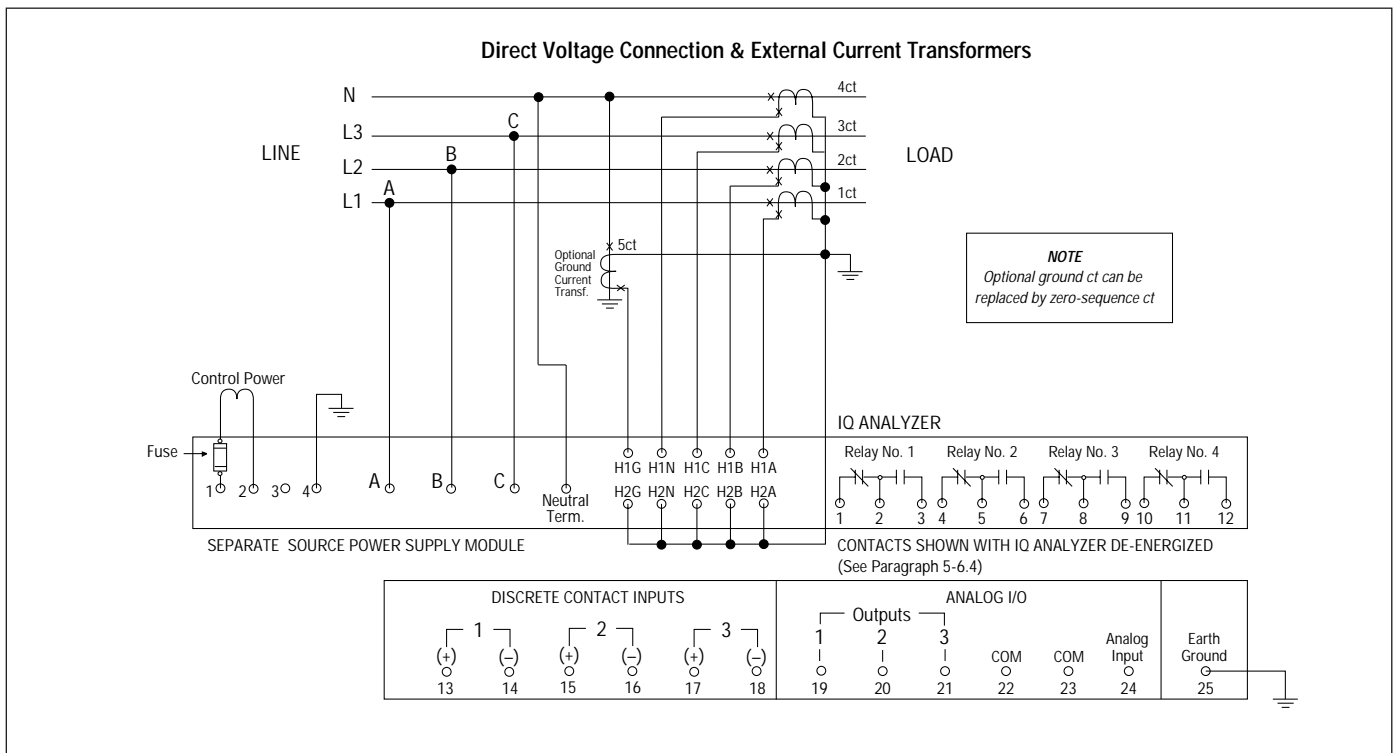 Direct Voltage Connection & External Current Transformers
N
4ct
C
L3
3ct
LINE
LOAD
B
L2
2ct
A
L1
1ct
5ct
Optional
Ground
Current
Transf.
NOTE
Optional ground ct can be
replaced by zero-sequence ct
Control Power
IQ ANALYZER
Fuse
Relay No. 1 Relay No. 2 Relay No. 3 Relay No. 4
H1G H1N H1C H1B H1A
1 2 3 4 A B C
Neutral
Term.
H2G H2N H2C H2B H2A
1 2 3 4 5 6 7 8 9 10 11 12
SEPARATE SOURCE POWER SUPPLY MODULE
CONTACTS SHOWN WITH IQ ANALYZER DE-ENERGIZED
(See Paragraph 5-6.4)
DISCRETE CONTACT INPUTS
1 2 3
(+) (–) (+) (–) (+) (–)
13 14 15 16 17 18
ANALOG I/O
Outputs
1 2 3
COM COM
Analog
Input
19 20 21 22 23 24
Earth
Ground
25